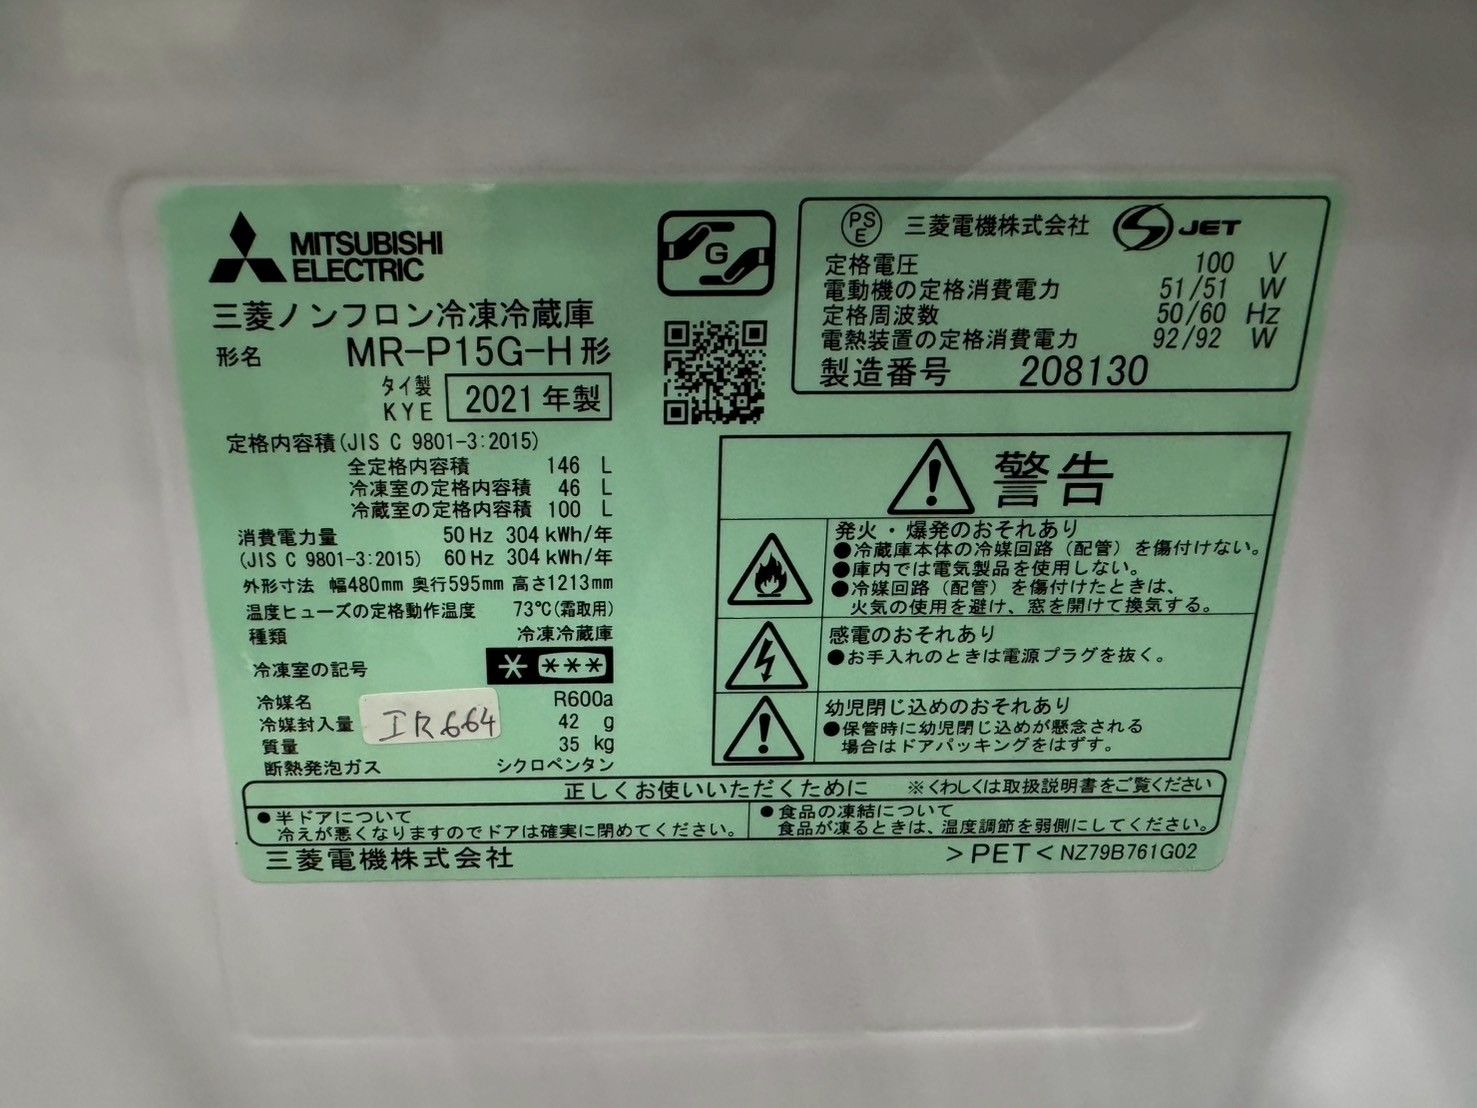 MITSUBISHI
ELECTRIC
三菱ノンフロン冷凍冷蔵庫
形名 MR-P15G-H形
タイ製
KYE 2021年製
定格内容積(JIS C 9801-3:2015)
全定格内容積 146 L
冷凍室の定格内容積 46 L
冷蔵室の定格内容積 100 L
消費電力量 50Hz 304kWh/年
(JIS C 9801-3:2015) 60Hz 304kWh/年
外形寸法 幅480mm 奥行595mm 高さ1213mm
温度ヒューズの定格動作温度 73℃(霜取用)
種類 冷凍冷蔵庫
冷凍室の記号 * ***
冷媒名 R600a
冷媒封入量 42 g
質量 35 kg
断熱発泡ガス シクロペンタン
IR664
G
PS
E 三菱電機株式会社 S JET
定格電圧 100 V
電動機の定格消費電力 51/51 W
定格周波数 50/60 Hz
電熱装置の定格消費電力 92/92 W
製造番号 208130
警告
発火・爆発のおそれあり
●冷蔵庫本体の冷媒回路(配管)を傷付けない。
●庫内では電気製品を使用しない。
●冷媒回路(配管)を傷付けたときは、
火気の使用を避け、窓を開けて換気する。
感電のおそれあり
●お手入れのときは電源プラグを抜く。
幼児閉じ込めのおそれあり
●保管時に幼児閉じ込めが懸念される
場合はドアパッキングをはずす。
正しくお使いいただくために ※くわしくは取扱説明書をご覧ください
●半ドアについて
冷えが悪くなりますのでドアは確実に閉めてください。
●食品の凍結について
食品が凍るときは、温度調節を弱側にしてください。
三菱電機株式会社 >PET< NZ79B761G02